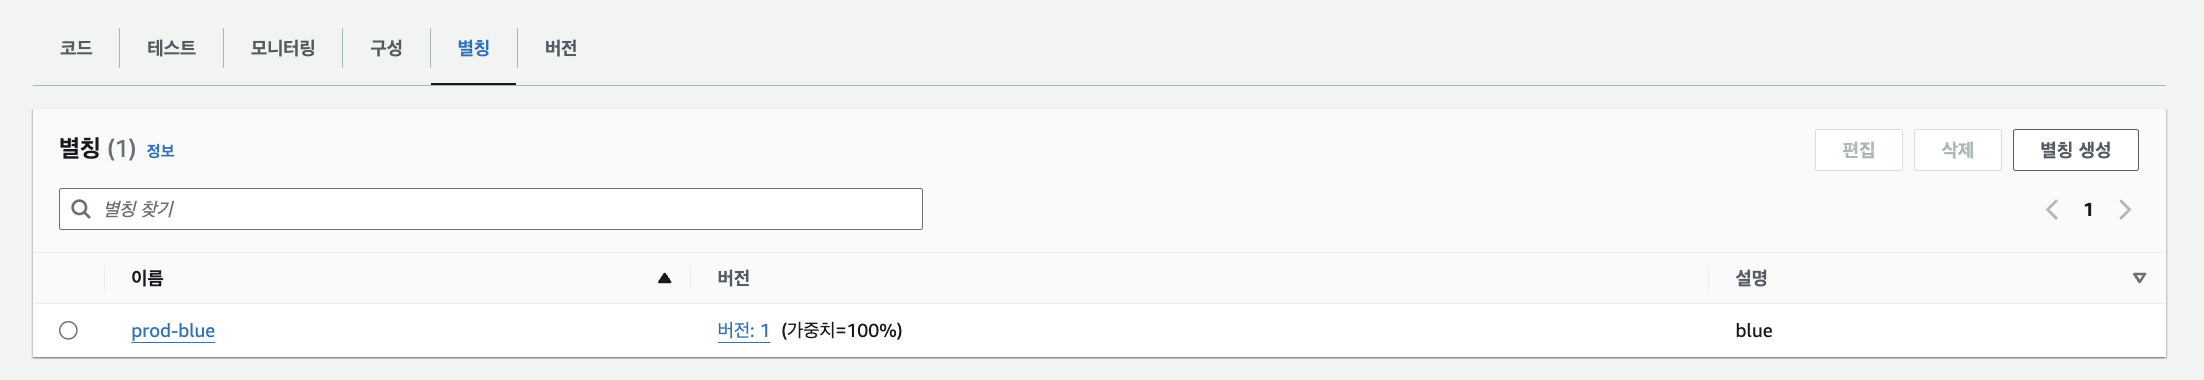 코드 테스트 모니터링 구성 별칭 버전
별칭 (1) 정보
편집 삭제 별칭 생성
별칭 찾기
1
이름 버전 설명
prod-blue 버전: 1 (가중치=100%) blue